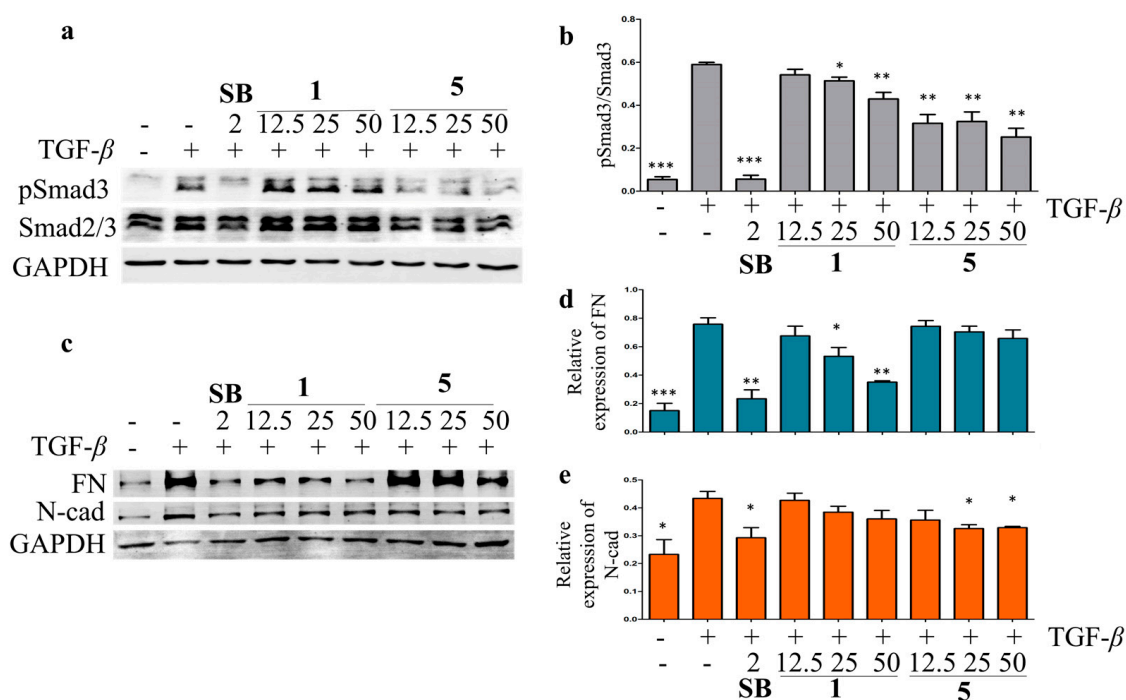 a
SB 1 5
- - 2 12.5 25 50 12.5 25 50
TGF-β - + + + + + + + +
pSmad3
Smad2/3
GAPDH
b
pSmad3/Smad3
0.8
0.6
0.4
0.2
0.0
*** *** * ** ** ** **
- + + + + + + + + TGF-β
- - 2 12.5 25 50 12.5 25 50
SB 1 5
c
SB 1 5
- - 2 12.5 25 50 12.5 25 50
TGF-β - + + + + + + + +
FN
N-cad
GAPDH
d
Relative
expression of FN
1.0
0.8
0.6
0.4
0.2
0.0
*** ** * **
e
Relative
expression of
N-cad
0.5
0.4
0.3
0.2
0.1
0.0
* * * *
- + + + + + + + + TGF-β
- - 2 12.5 25 50 12.5 25 50
SB 1 5